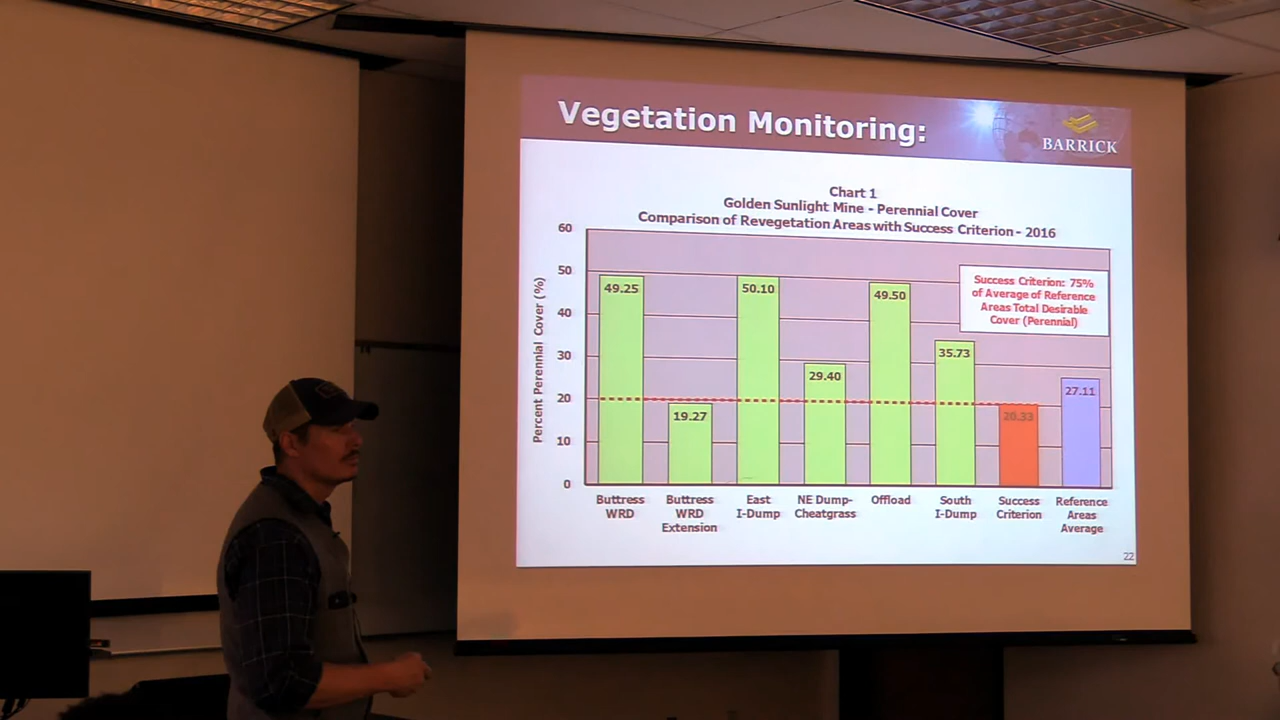 Vegetation Monitoring:
BARRICK
Chart 1
Golden Sunlight Mine - Perennial Cover
Comparison of Revegetation Areas with Success Criterion - 2016
Percent Perennial Cover (%)
60
50
40
30
20
10
0
Success Criterion: 75%
of Average of Reference
Areas Total Desirable
Cover (Perennial)
49.25
19.27
50.10
29.40
49.50
35.73
20.33
27.11
Buttress
WRD
Buttress
WRD
Extension
East
I-Dump
NE Dump-
Cheatgrass
Offload
South
I-Dump
Success
Criterion
Reference
Areas
Average
22